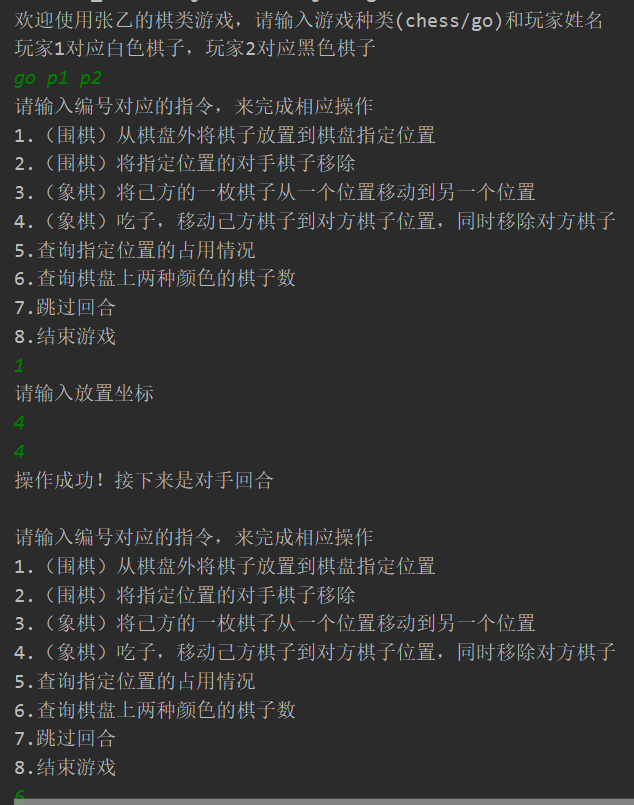 欢迎使用张乙的棋类游戏，请输入游戏种类(chess/go)和玩家姓名
玩家1对应白色棋子，玩家2对应黑色棋子
go p1 p2
请输入编号对应的指令，来完成相应操作
1.（围棋）从棋盘外将棋子放置到棋盘指定位置
2.（围棋）将指定位置的对手棋子移除
3.（象棋）将己方的一枚棋子从一个位置移动到另一个位置
4.（象棋）吃子，移动己方棋子到对方棋子位置，同时移除对方棋子
5.查询指定位置的占用情况
6.查询棋盘上两种颜色的棋子数
7.跳过回合
8.结束游戏
1
请输入放置坐标
4
4
操作成功！接下来是对手回合
请输入编号对应的指令，来完成相应操作
1.（围棋）从棋盘外将棋子放置到棋盘指定位置
2.（围棋）将指定位置的对手棋子移除
3.（象棋）将己方的一枚棋子从一个位置移动到另一个位置
4.（象棋）吃子，移动己方棋子到对方棋子位置，同时移除对方棋子
5.查询指定位置的占用情况
6.查询棋盘上两种颜色的棋子数
7.跳过回合
8.结束游戏
6